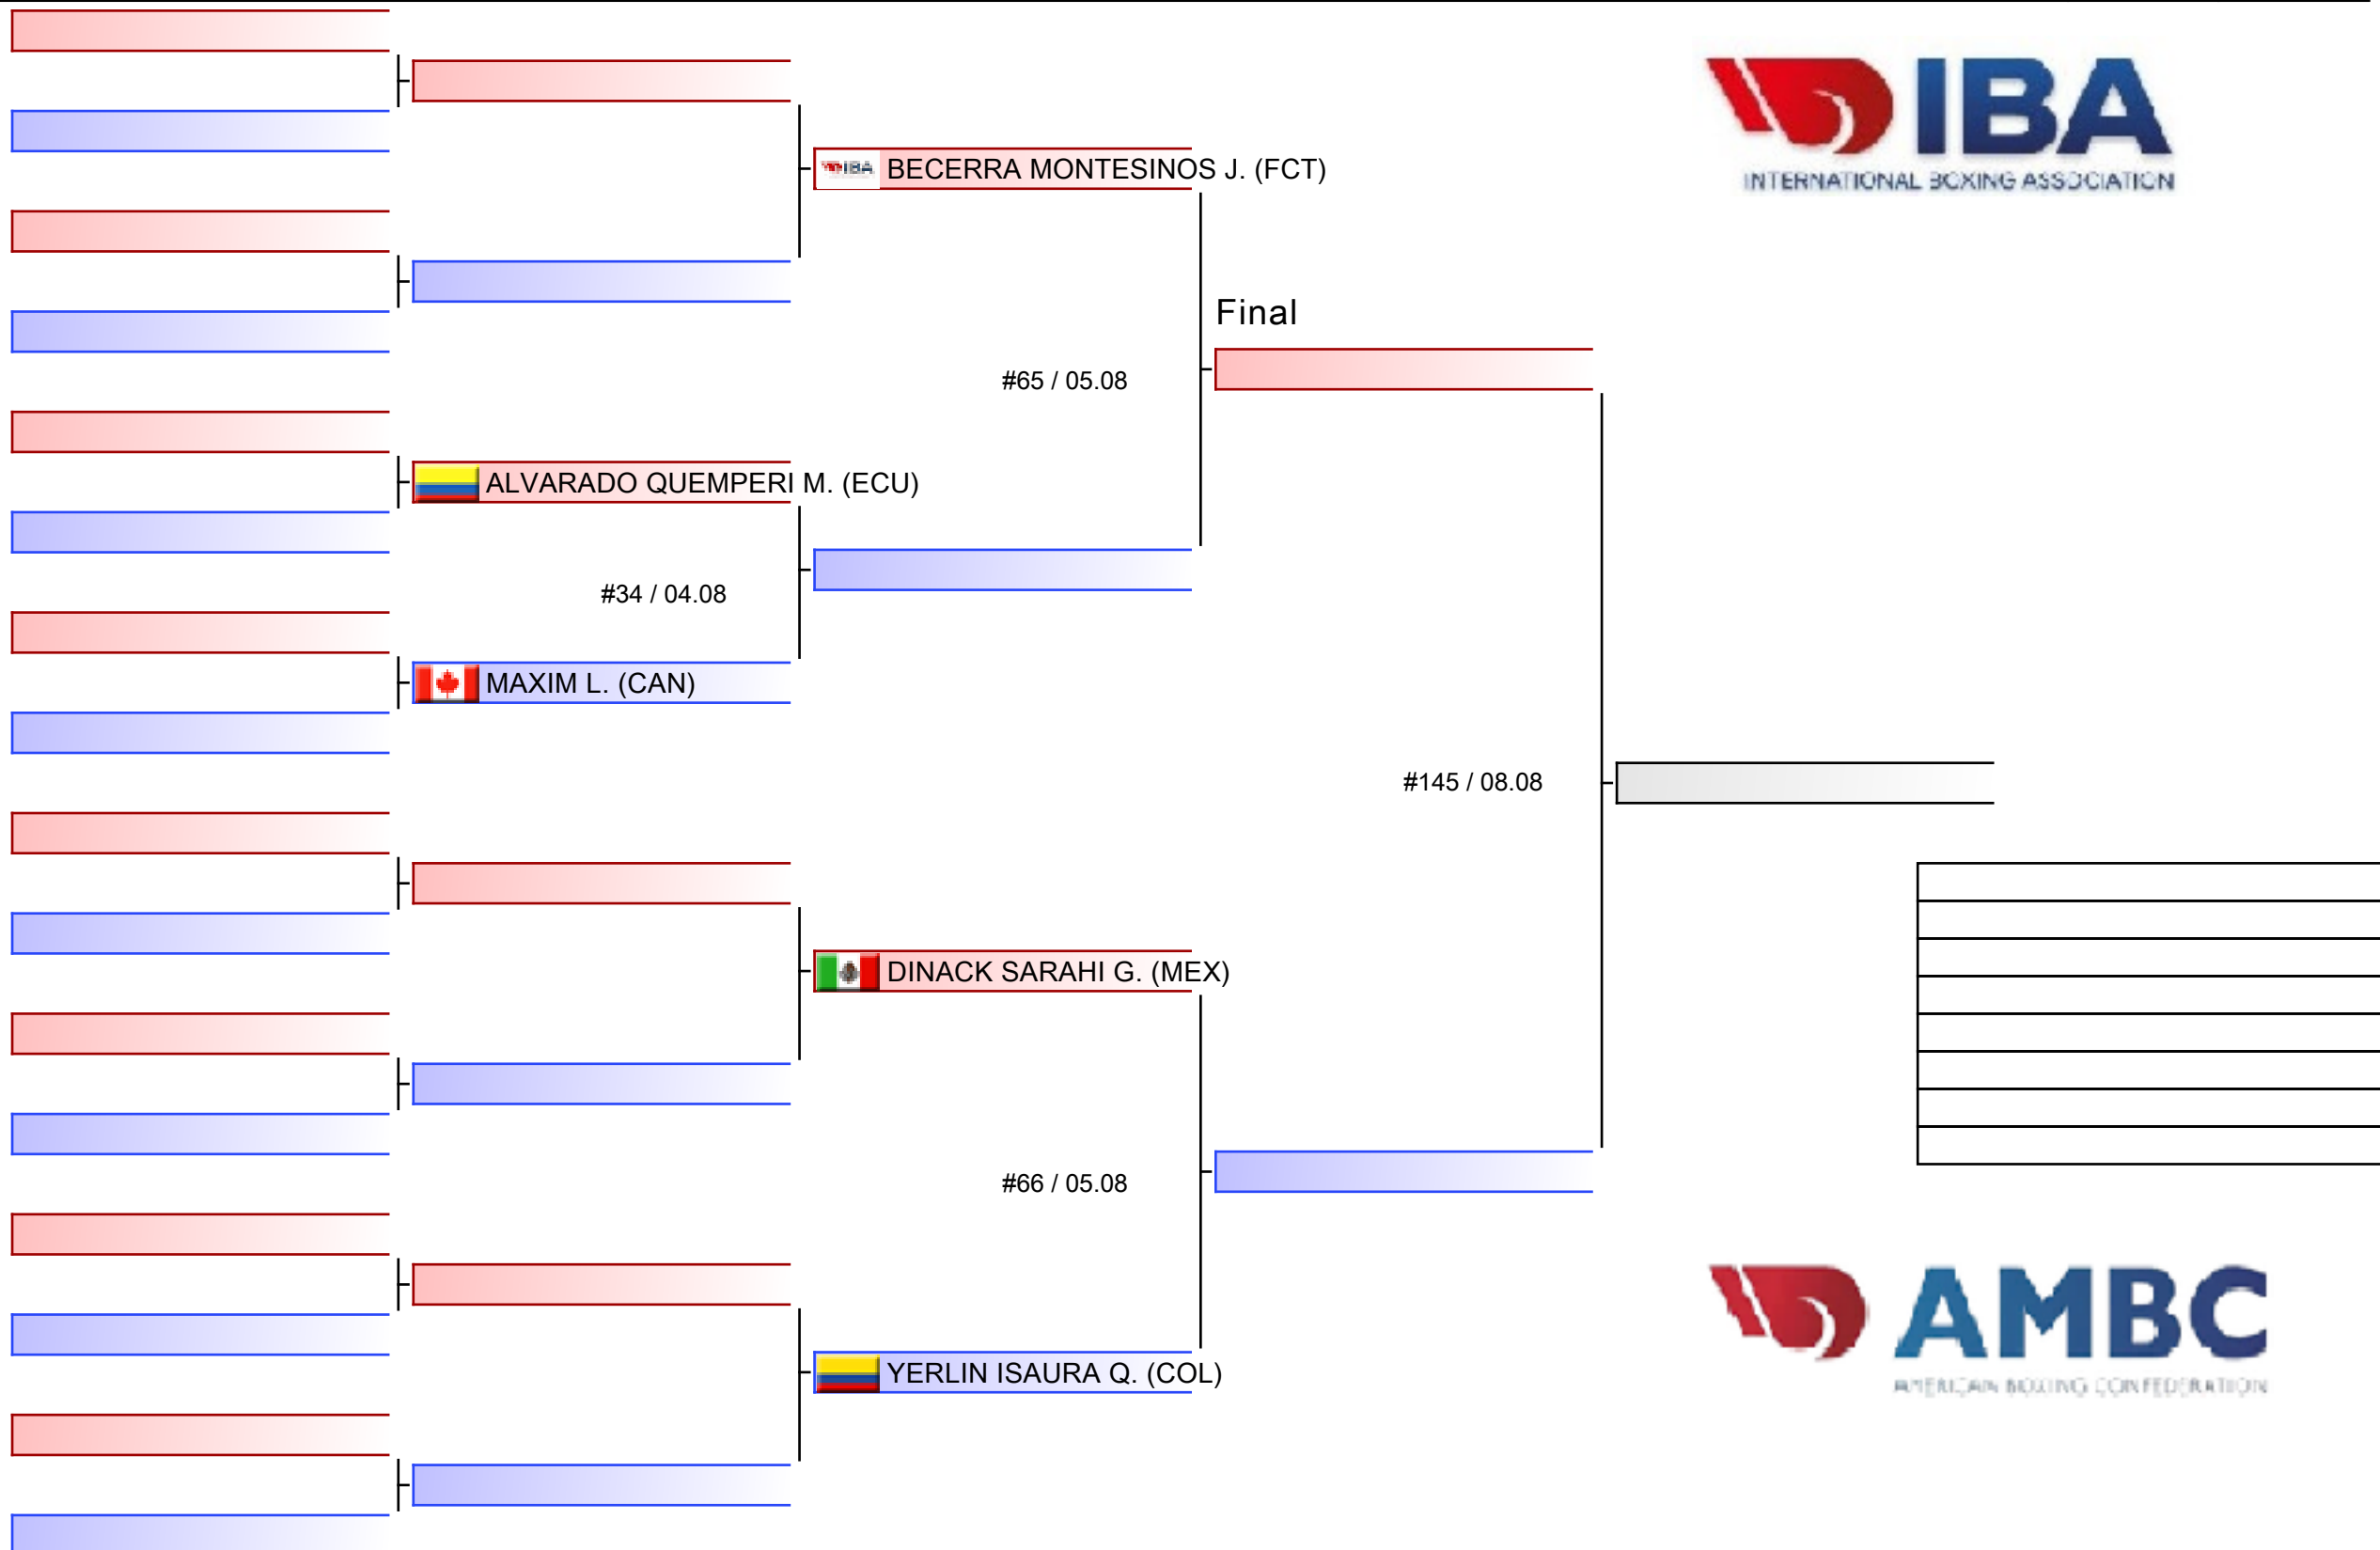 IBA
INTERNATIONAL BOXING ASSOCIATION
IBA BECERRA MONTESINOS J. (FCT)
Final
#65 / 05.08
ALVARADO QUEMPERI M. (ECU)
#34 / 04.08
MAXIM L. (CAN)
#145 / 08.08
DINACK SARAHI G. (MEX)
#66 / 05.08
YERLIN ISAURA Q. (COL)
AMBC
AMERICAN BOXING CONFEDERATION